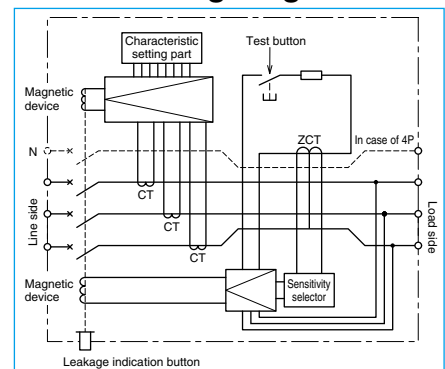 Characteristic
setting part
Test button
Magnetic
device
ZCT
In case of 4P
N
CT
CT
CT
Line side
Load side
Magnetic
device
Sensitivity
selector
Leakage indication button